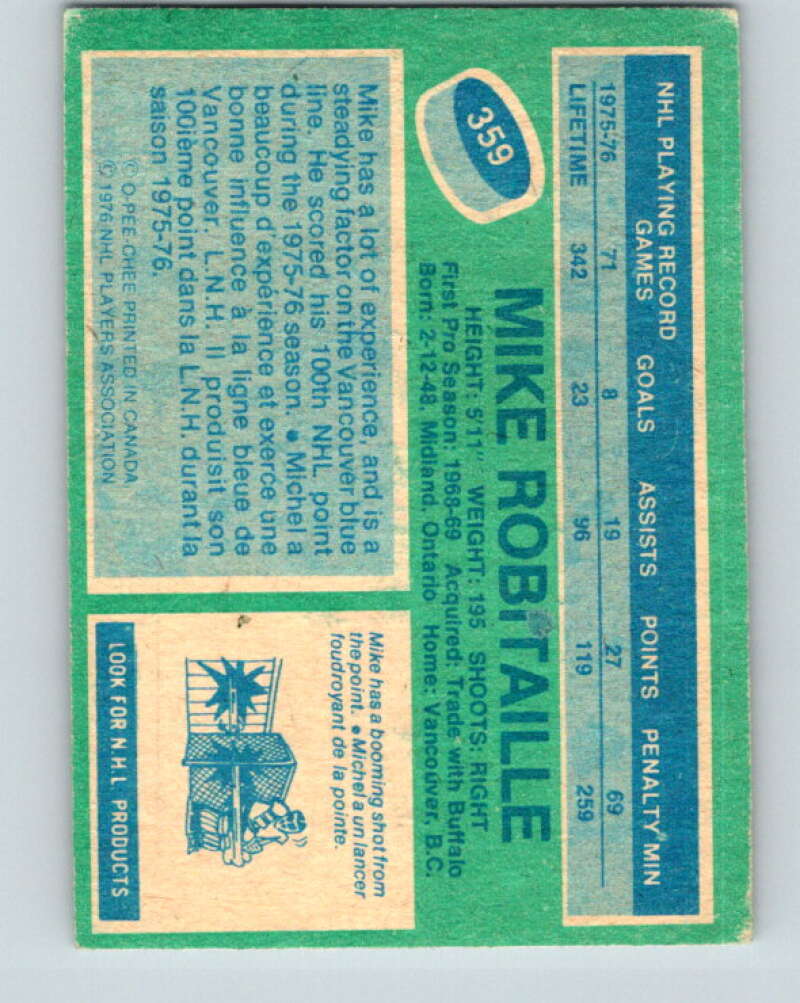 NHL PLAYING RECORD
GAMES GOALS ASSISTS POINTS PENALTY MIN
1975-76 71 8 19 27 69
LIFETIME 342 23 96 119 259
359
MIKE ROBITAILLE
HEIGHT: 5'11" WEIGHT: 195 SHOOTS: RIGHT
First Pro Season: 1968-69 Acquired: Trade with Buffalo
Born: 2-12-48, Midland, Ontario Home: Vancouver, B.C.
Mike has a lot of experience, and is a
steadying factor on the Vancouver blue
line. He scored his 100th NHL point
during the 1975-76 season. • Michel a
beaucoup d'expérience et exerce une
bonne influence à la ligne bleue de
Vancouver. L.N.H. Il produisit son
100ième point dans la L.N.H. durant la
saison 1975-76.
© O-PEE-CHEE PRINTED IN CANADA
© 1976 NHL PLAYERS ASSOCIATION
Mike has a booming shot from
the point. • Michel a un lancer
foudroyant de la pointe.
LOOK FOR N.H.L. PRODUCTS